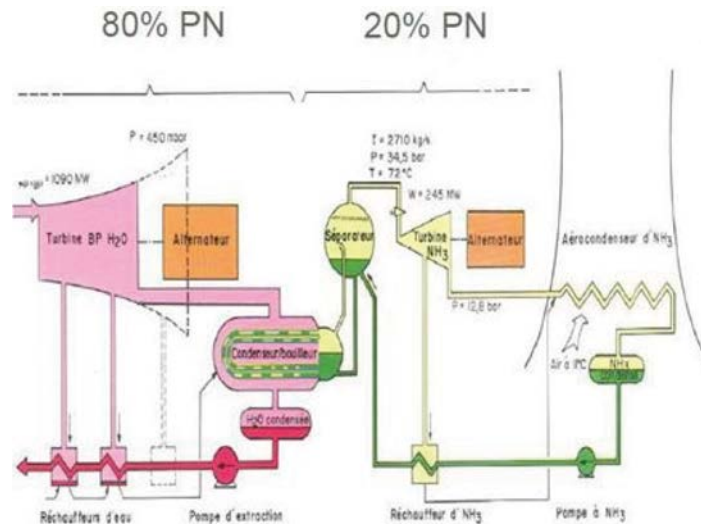 80% PN
20% PN
P = 450 mbar
1090 MW
Turbine BP H2O
Alternateur
T = 2710 kg/s
P = 34,5 bar
T = 72°C
W = 245 MW
Séparateur
Turbine
NH3
Alternateur
Aérocondenseur d'NH3
P = 12,8 bar
Condenseur/bouilleur
Air à 11°C
NH3
H2O condensée
Réchauffeurs d'eau
Pompe d'extraction
Réchauffeur d'NH3
Pompe à NH3